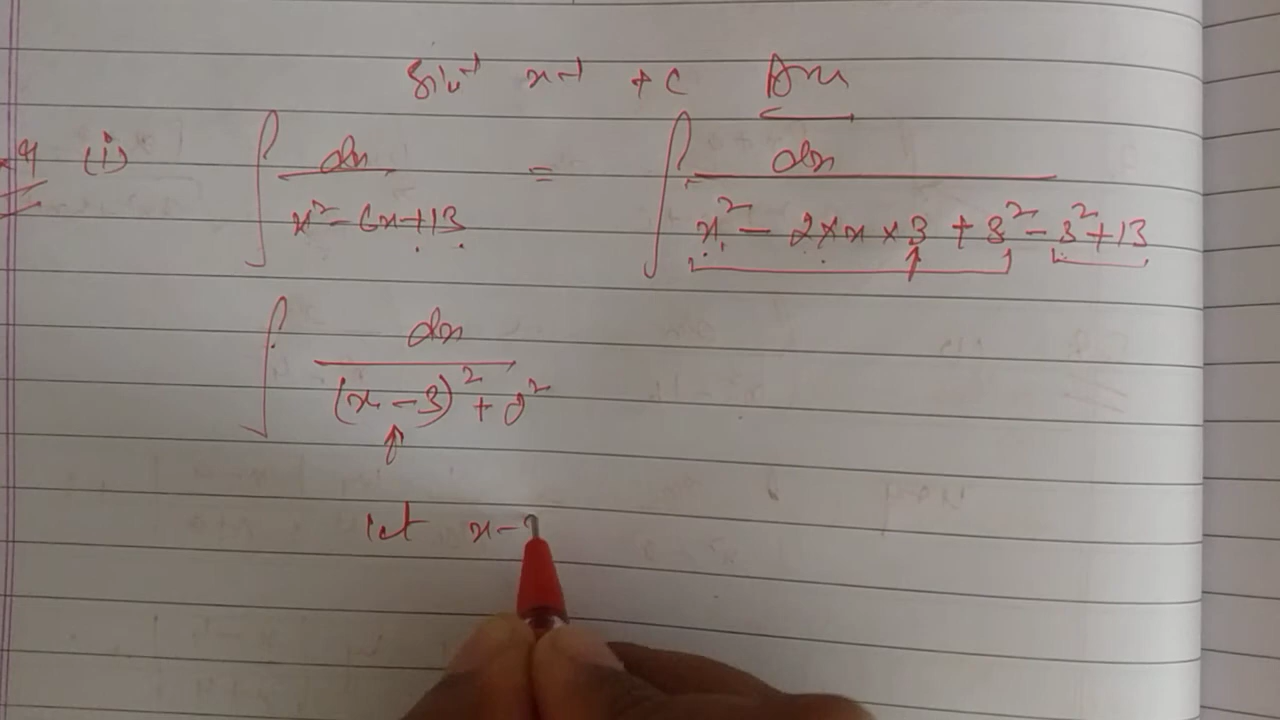 sin⁻¹ x-1 + c Ans
(i) ∫ dx / x² - 6x + 13 = ∫ dx / x² - 2 × x × 3 + 3² - 3² + 13
∫ dx / (x - 3)² + 2²
let x -